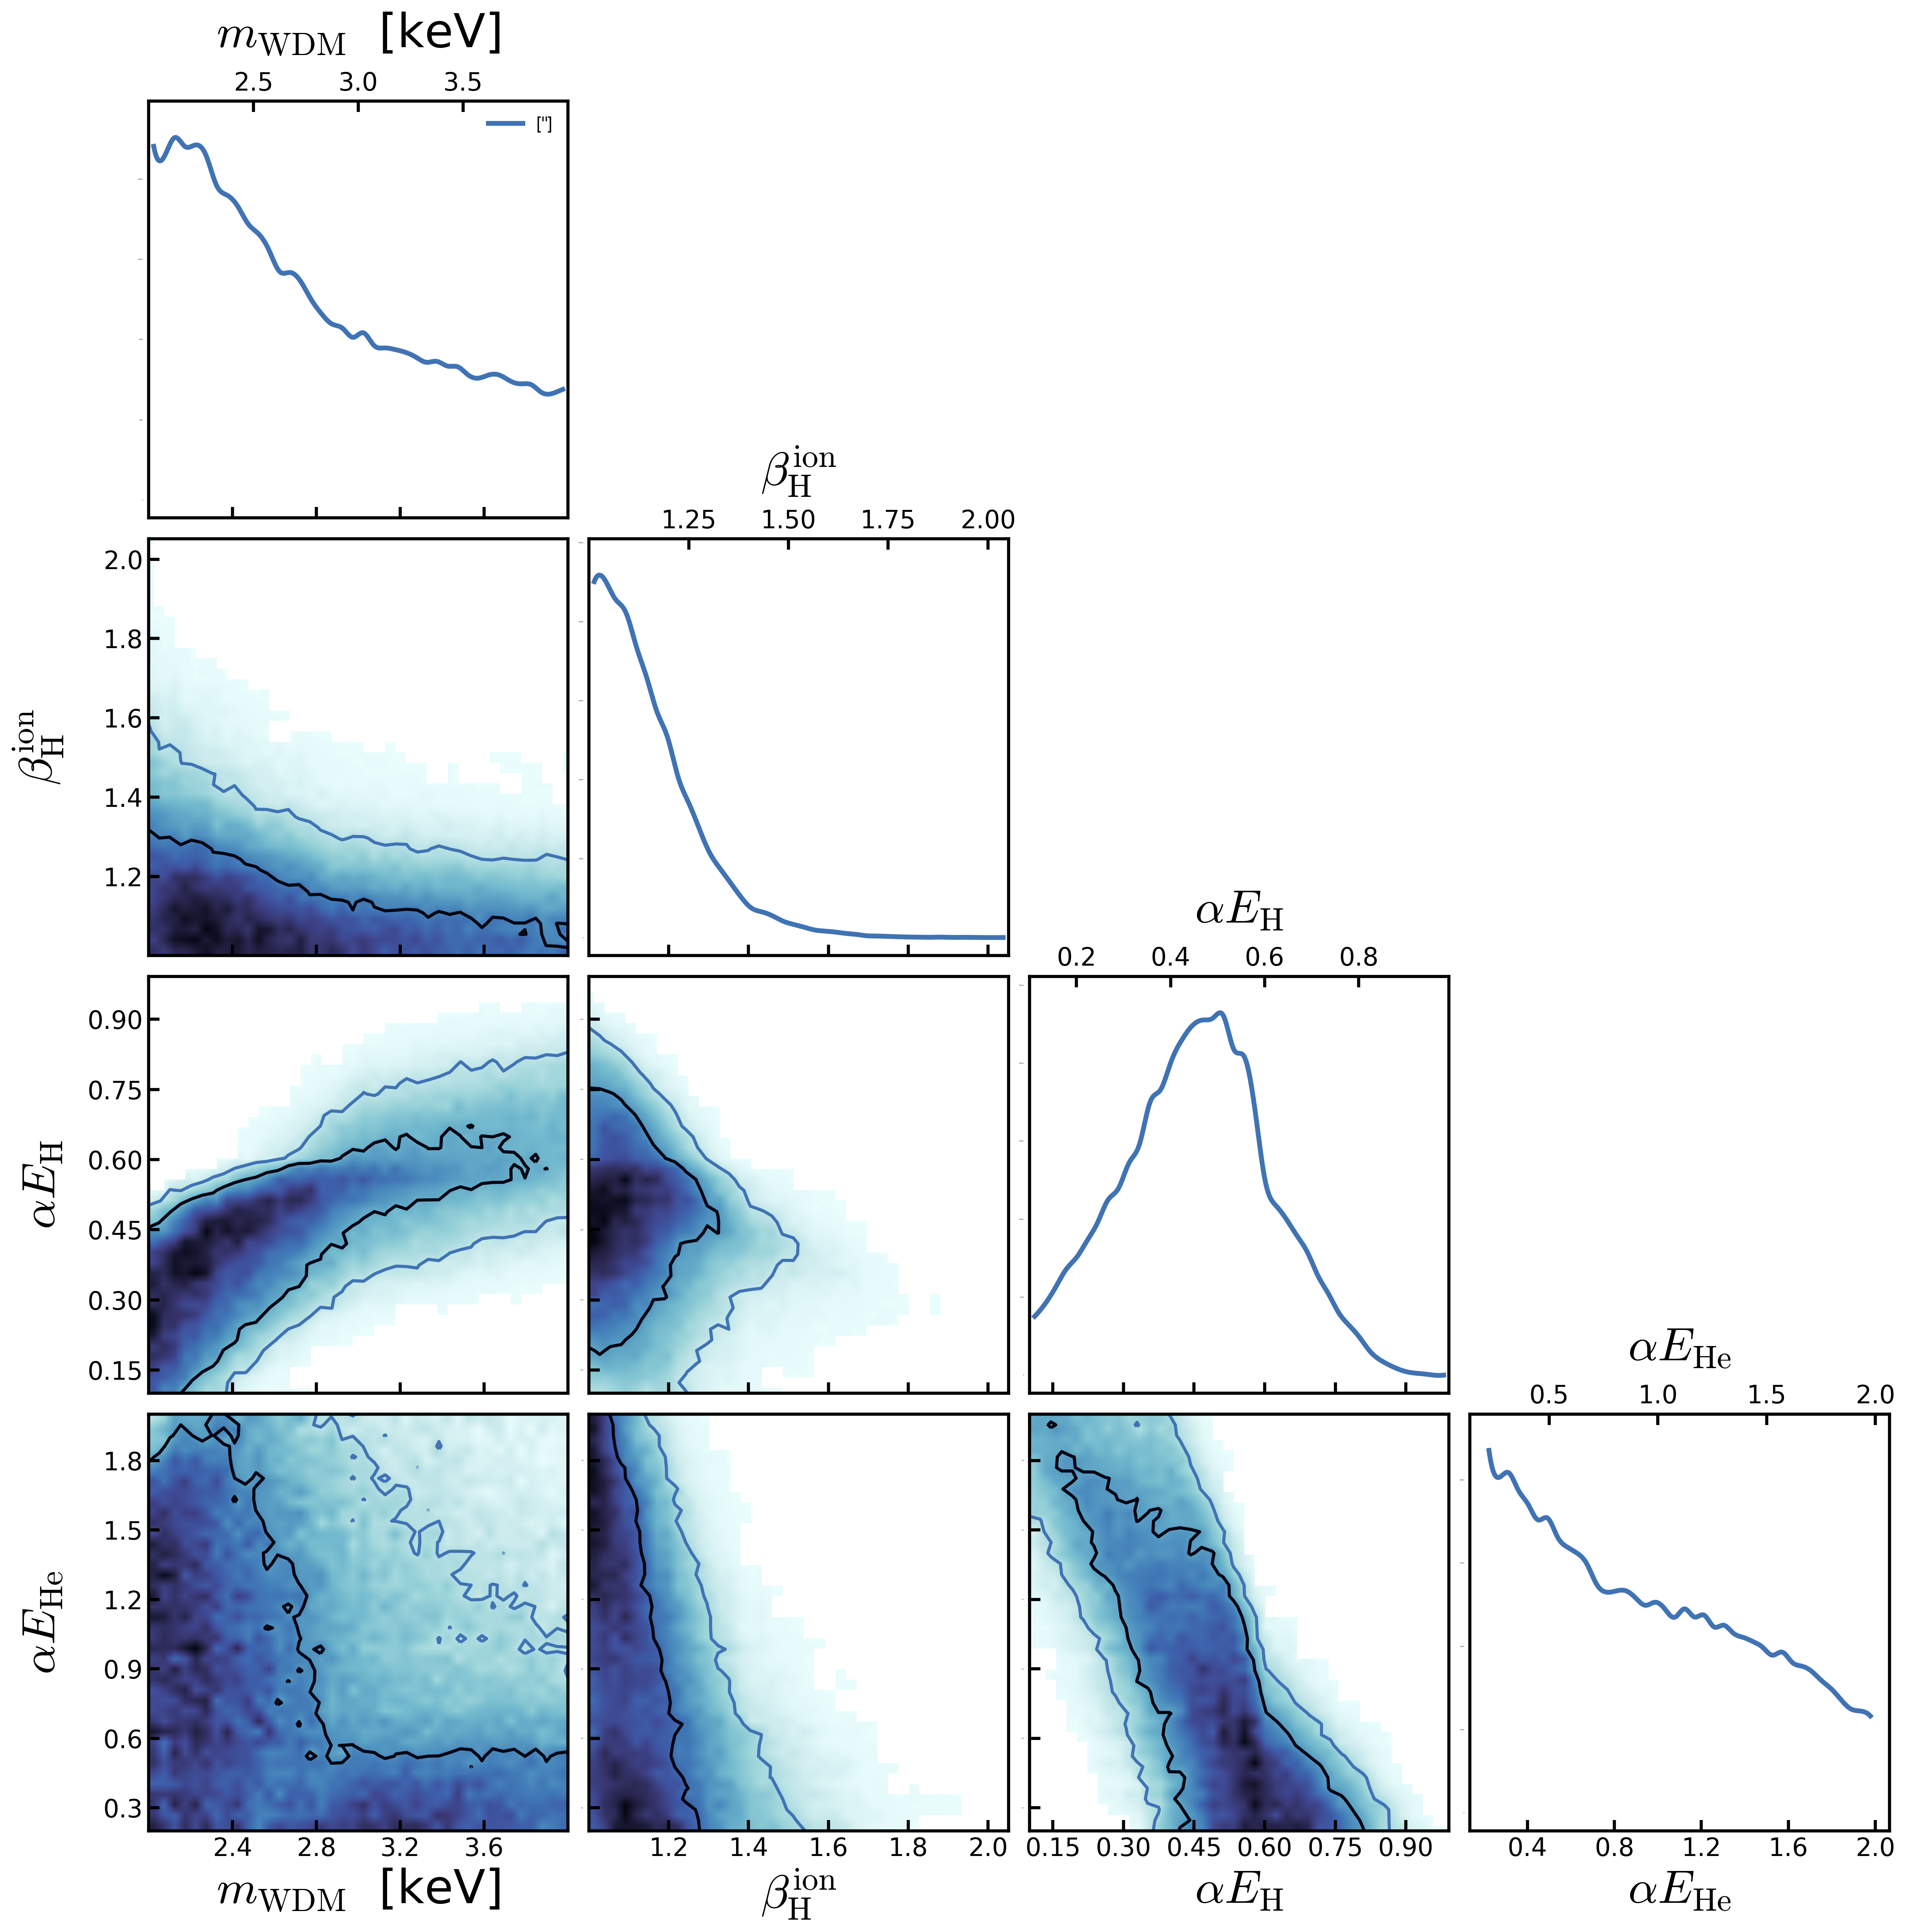 m_WDM [keV]
2.5 3.0 3.5
['']
β_H^ion
1.25 1.50 1.75 2.00
2.0
1.8
1.6
1.4
1.2
β_H^ion
αE_H
0.2 0.4 0.6 0.8
0.90
0.75
0.60
0.45
0.30
0.15
αE_H
αE_He
0.5 1.0 1.5 2.0
1.8
1.5
1.2
0.9
0.6
0.3
αE_He
2.4 2.8 3.2 3.6
1.2 1.4 1.6 1.8 2.0
0.15 0.30 0.45 0.60 0.75 0.90
0.4 0.8 1.2 1.6 2.0
m_WDM [keV]
β_H^ion
αE_H
αE_He